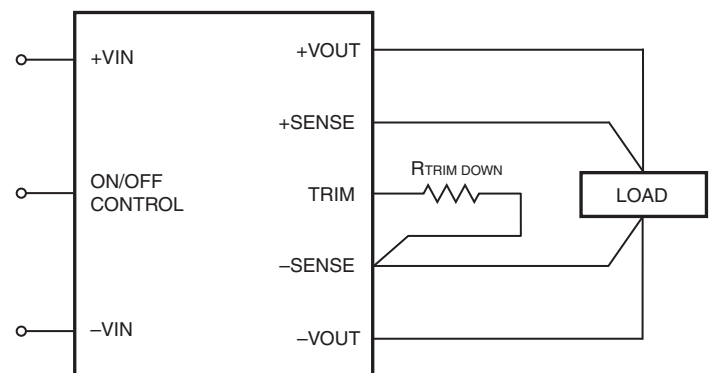 +VIN
+VOUT
+SENSE
RTRIM DOWN
ON/OFF
CONTROL
TRIM
LOAD
–SENSE
–VIN
–VOUT